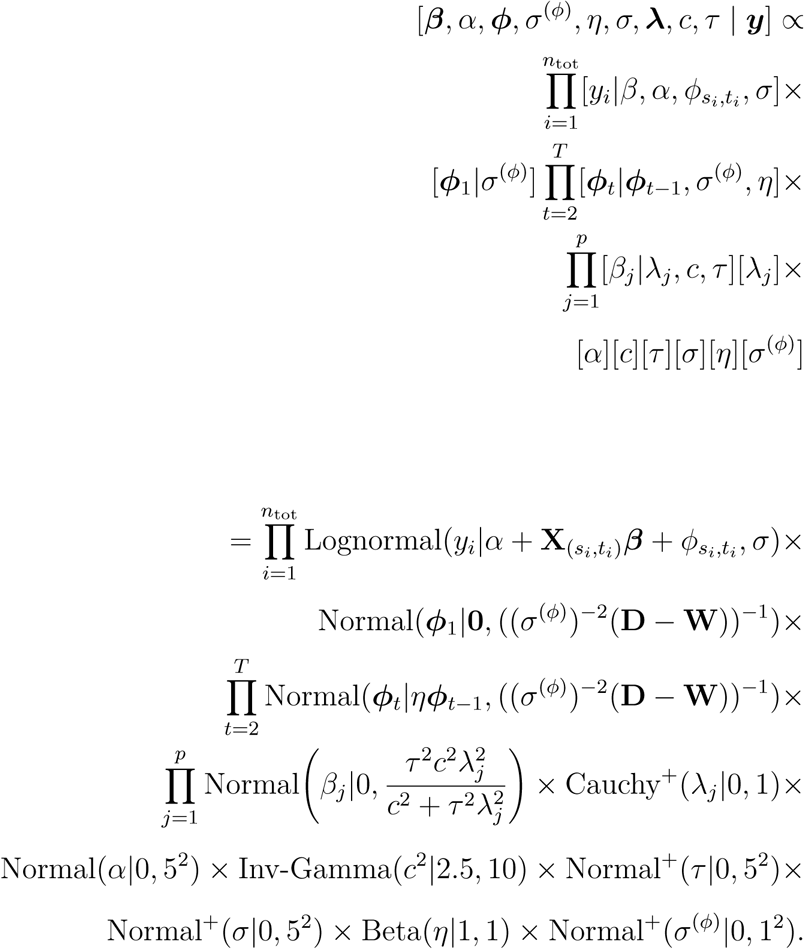 [𝜷, α, 𝝓, σ^(ϕ), η, σ, 𝝀, c, τ | 𝒚] ∝
∏_{i=1}^{n_tot} [y_i|β, α, ϕ_{s_i,t_i}, σ]×
[𝝓_1|σ^(ϕ)] ∏_{t=2}^{T} [𝝓_t|𝝓_{t−1}, σ^(ϕ), η]×
∏_{j=1}^{p} [β_j|λ_j, c, τ][λ_j]×
[α][c][τ][σ][η][σ^(ϕ)]
= ∏_{i=1}^{n_tot} Lognormal(y_i|α + 𝐗_{(s_i,t_i)}𝜷 + ϕ_{s_i,t_i}, σ)×
Normal(𝝓_1|𝟎, ((σ^(ϕ))^{−2}(𝐃 − 𝐖))^{−1})×
∏_{t=2}^{T} Normal(𝝓_t|η𝝓_{t−1}, ((σ^(ϕ))^{−2}(𝐃 − 𝐖))^{−1})×
∏_{j=1}^{p} Normal(β_j|0, \frac{τ^2c^2λ_j^2}{c^2 + τ^2λ_j^2}) × Cauchy^+(λ_j|0, 1)×
Normal(α|0, 5^2) × Inv-Gamma(c^2|2.5, 10) × Normal^+(τ|0, 5^2)×
Normal^+(σ|0, 5^2) × Beta(η|1, 1) × Normal^+(σ^(ϕ)|0, 1^2).